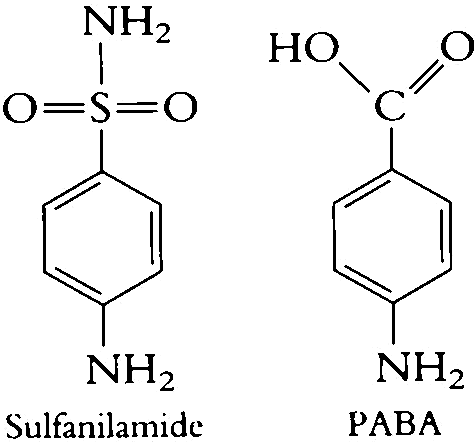 NH₂
HO
O
O=S=O
C
NH₂
NH₂
Sulfanilamide
PABA